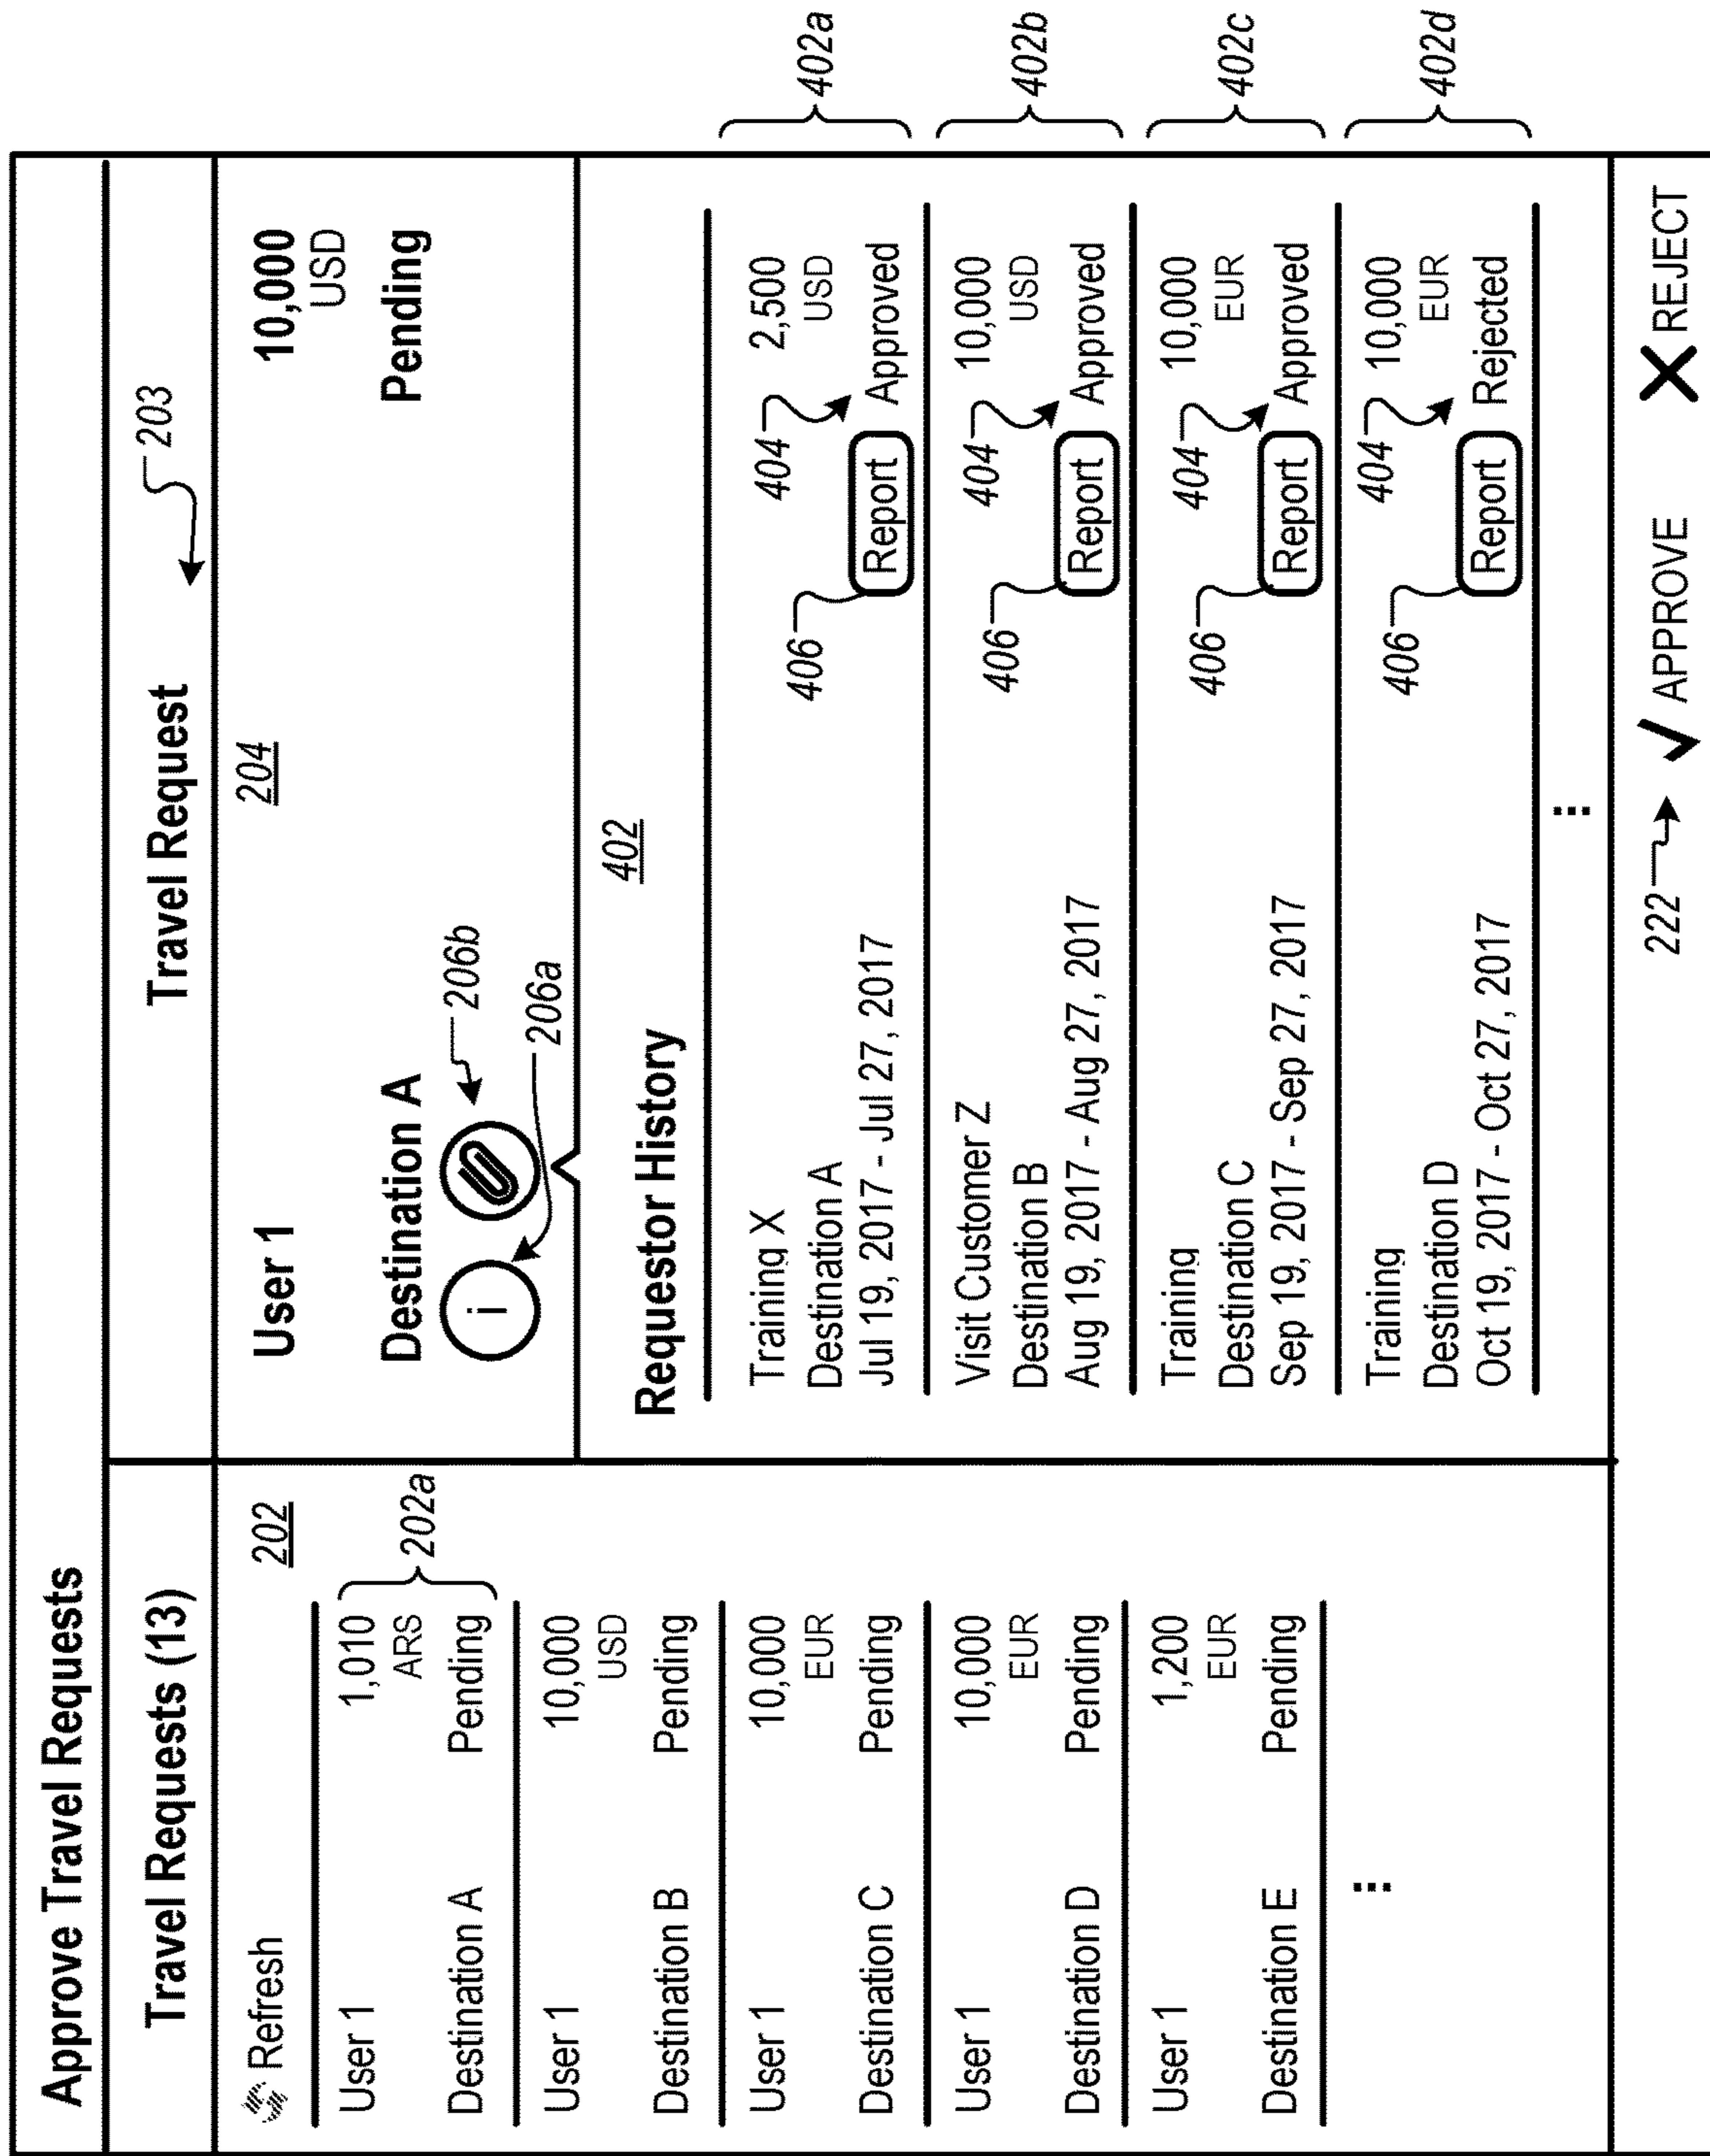 Approve Travel Requests
Travel Requests (13)
Refresh
202
User 1 1,010
ARS
Destination A Pending
202a
User 1 10,000
USD
Destination B Pending
User 1 10,000
EUR
Destination C Pending
User 1 10,000
EUR
Destination D Pending
User 1 1,200
EUR
Destination E Pending
...
Travel Request
203
204
User 1 10,000
USD
Destination A Pending
i
206b
206a
Requestor History
402
Training X 2,500
USD
Destination A
404
Jul 19, 2017 - Jul 27, 2017 Report Approved
406
402a
Visit Customer Z 10,000
USD
Destination B
404
Aug 19, 2017 - Aug 27, 2017 Report Approved
406
402b
Training 10,000
EUR
Destination C
404
Sep 19, 2017 - Sep 27, 2017 Report Approved
406
402c
Training 10,000
EUR
Destination D
404
Oct 19, 2017 - Oct 27, 2017 Report Rejected
406
402d
...
222 APPROVE REJECT